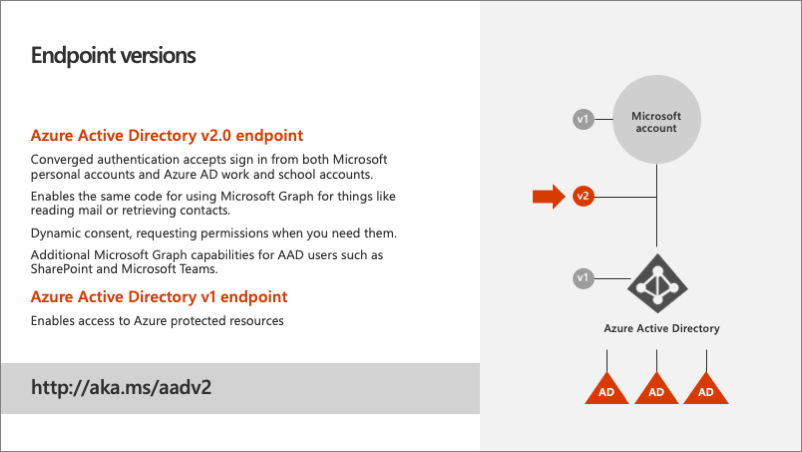 Endpoint versions
Azure Active Directory v2.0 endpoint
Converged authentication accepts sign in from both Microsoft
personal accounts and Azure AD work and school accounts.
Enables the same code for using Microsoft Graph for things like
reading mail or retrieving contacts.
Dynamic consent, requesting permissions when you need them.
Additional Microsoft Graph capabilities for AAD users such as
SharePoint and Microsoft Teams.
Azure Active Directory v1 endpoint
Enables access to Azure protected resources
http://aka.ms/aadv2
v1
Microsoft
account
v2
v1
Azure Active Directory
AD
AD
AD